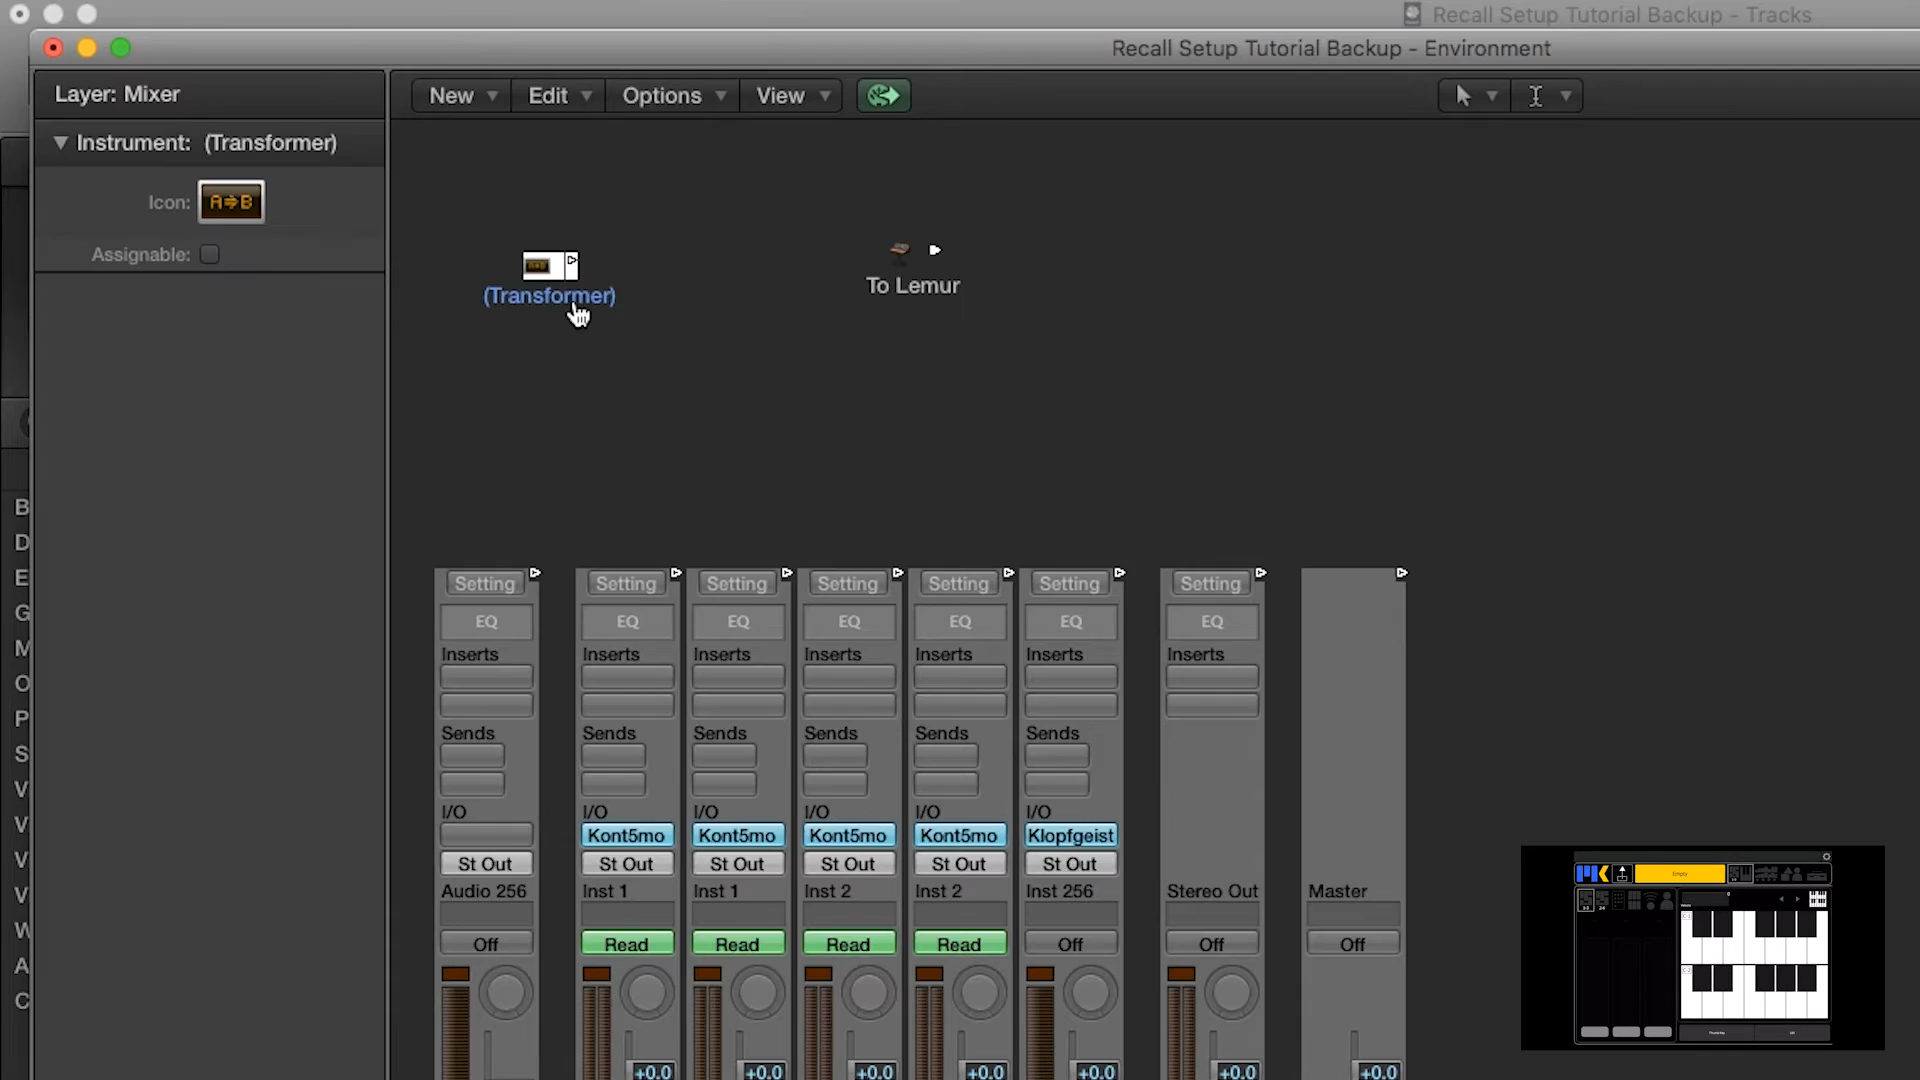 Recall Setup Tutorial Backup - Tracks
Recall Setup Tutorial Backup - Environment
Layer: Mixer
New Edit Options View
Instrument: (Transformer)
Icon: A⇒B
Assignable:
(Transformer)
To Lemur
B
D
E
G
M
O
P
S
V
V
V
V
W
A
C
Setting Setting Setting Setting Setting Setting Setting
EQ EQ EQ EQ EQ EQ EQ
Inserts Inserts Inserts Inserts Inserts Inserts Inserts
Sends Sends Sends Sends Sends Sends
I/O I/O I/O I/O I/O I/O
Kont5mo Kont5mo Kont5mo Kont5mo Klopfgeist
St Out St Out St Out St Out St Out St Out
Audio 256 Inst 1 Inst 1 Inst 2 Inst 2 Inst 256 Stereo Out Master
Off Read Read Read Read Off Off Off
+0.0 +0.0 +0.0 +0.0 +0.0 +0.0 +0.0
MK Empty